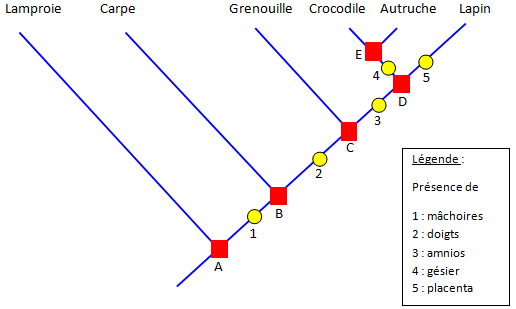 Lamproie Carpe Grenouille Crocodile Autruche Lapin
E
4
5
D
3
C
2
B
1
A
Légende :
Présence de
1 : mâchoires
2 : doigts
3 : amnios
4 : gésier
5 : placenta